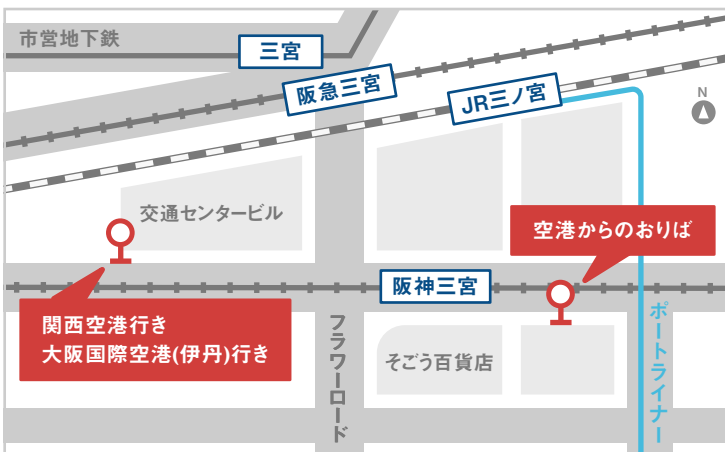 市営地下鉄
三宮
阪急三宮
JR三ノ宮
N
交通センタービル
空港からのおりば
阪神三宮
関西空港行き
大阪国際空港(伊丹)行き
フラワーロード
そごう百貨店
ポートライナー